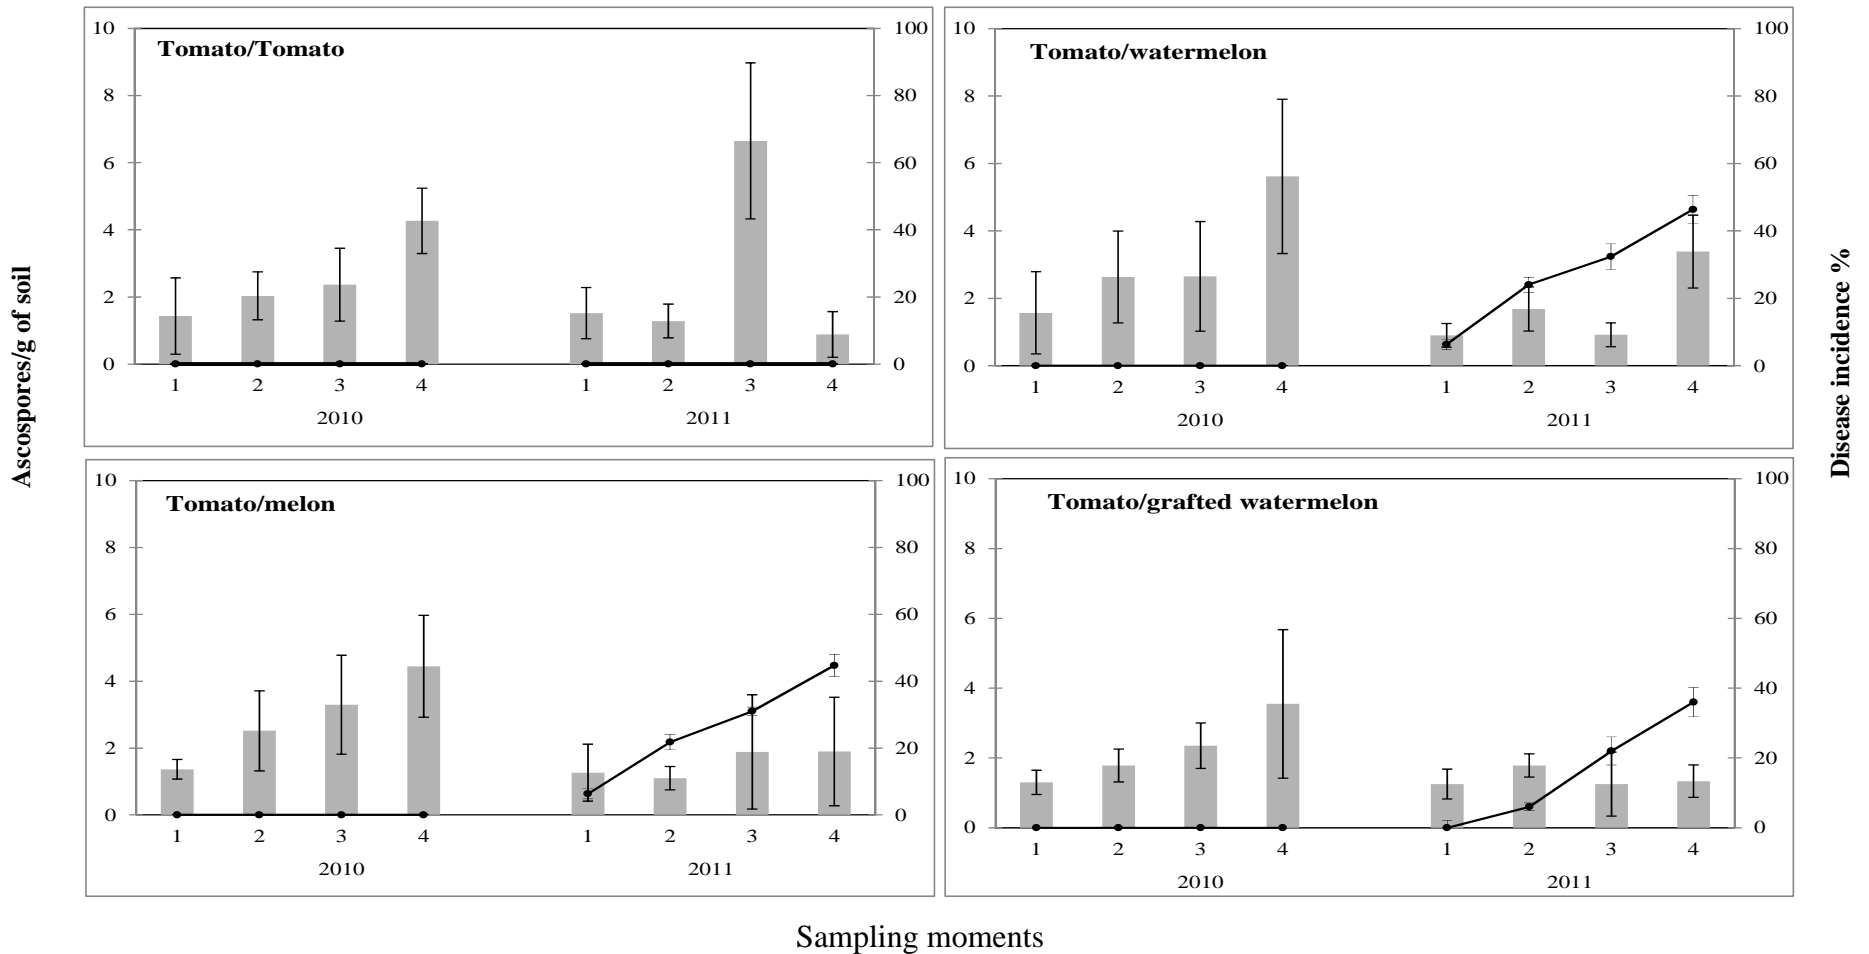 Tomato/Tomato
10 100
8 80
6 60
4 40
2 20
0 0
1 2 3 4 1 2 3 4
2010 2011
Tomato/watermelon
10 100
8 80
6 60
4 40
2 20
0 0
1 2 3 4 1 2 3 4
2010 2011
Ascospores/g of soil
Disease incidence %
Tomato/melon
10 100
8 80
6 60
4 40
2 20
0 0
1 2 3 4 1 2 3 4
2010 2011
Tomato/grafted watermelon
10 100
8 80
6 60
4 40
2 20
0 0
1 2 3 4 1 2 3 4
2010 2011
Sampling moments